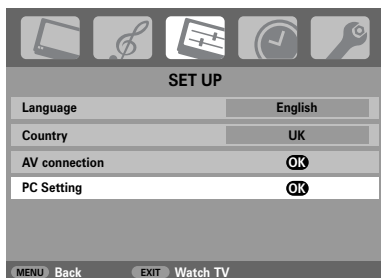 SET UP
Language English
Country UK
AV connection OK
PC Setting OK
MENU Back EXIT Watch TV